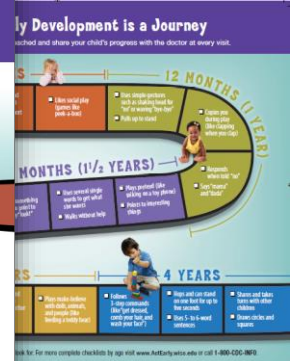 ly Development is a Journey
ached and share your child's progress with the doctor at every visit.
S
12 MONTHS (1 YEAR)
Likes social play
(games like
peek-a-boo)
Uses simple gestures
such as shaking head for
"no" or waving "bye-bye"
Pulls up to stand
Copies you
during play
(like clapping
when you clap)
Responds
when told "no"
Says "mama"
and "dada"
MONTHS (1½ YEARS)
Uses several single
words to get what
she wants
Walks without help
Plays pretend (like
talking on a toy phone)
Points to interesting
things
RS
4 YEARS
Plays make-believe
with dolls, animals,
and people (like
feeding a teddy bear)
Follows
3-step commands
(like "get dressed,
comb your hair, and
wash your face")
Hops and can stand
on one foot for up to
few seconds
Uses 5- to 6-word
sentences
Shares and takes
turns with other
children
Draws circles and
squares
look for. For more complete checklists by age visit www.ActEarly.wisc.edu or call 1-800-CDC-INFO.